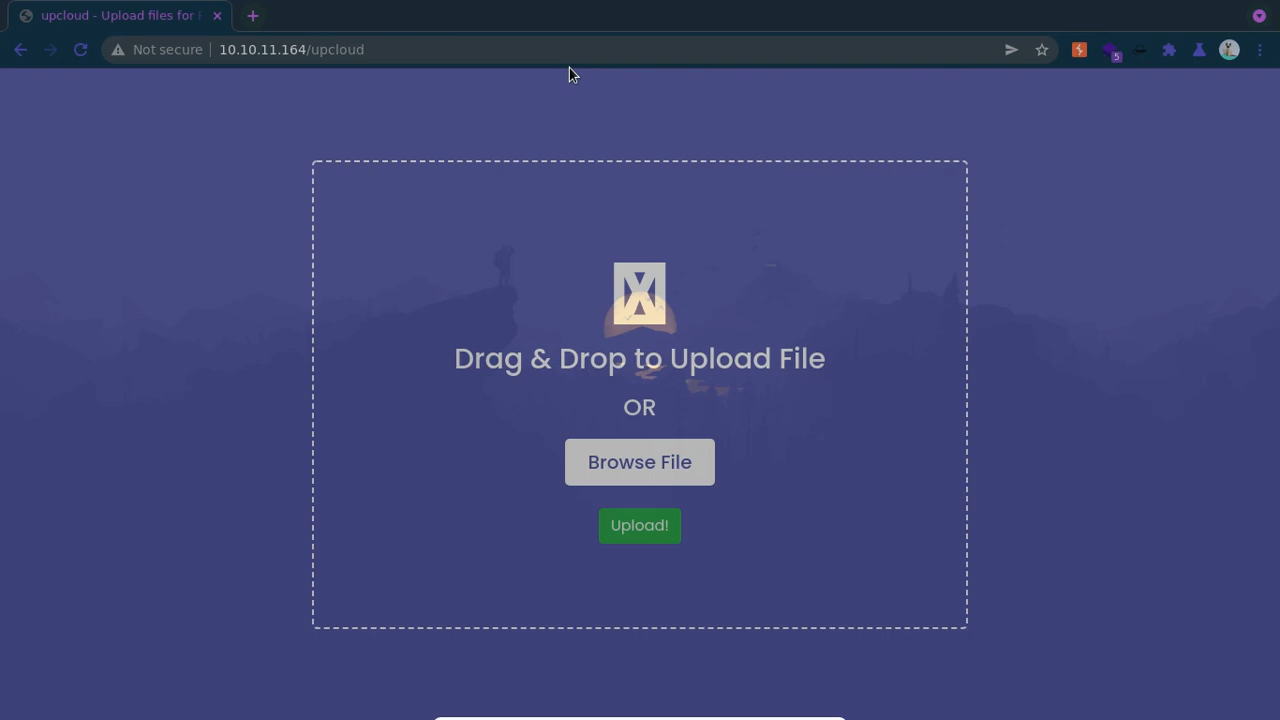 upcloud - Upload files for
Not secure 10.10.11.164/upcloud
5
Drag & Drop to Upload File
OR
Browse File
Upload!